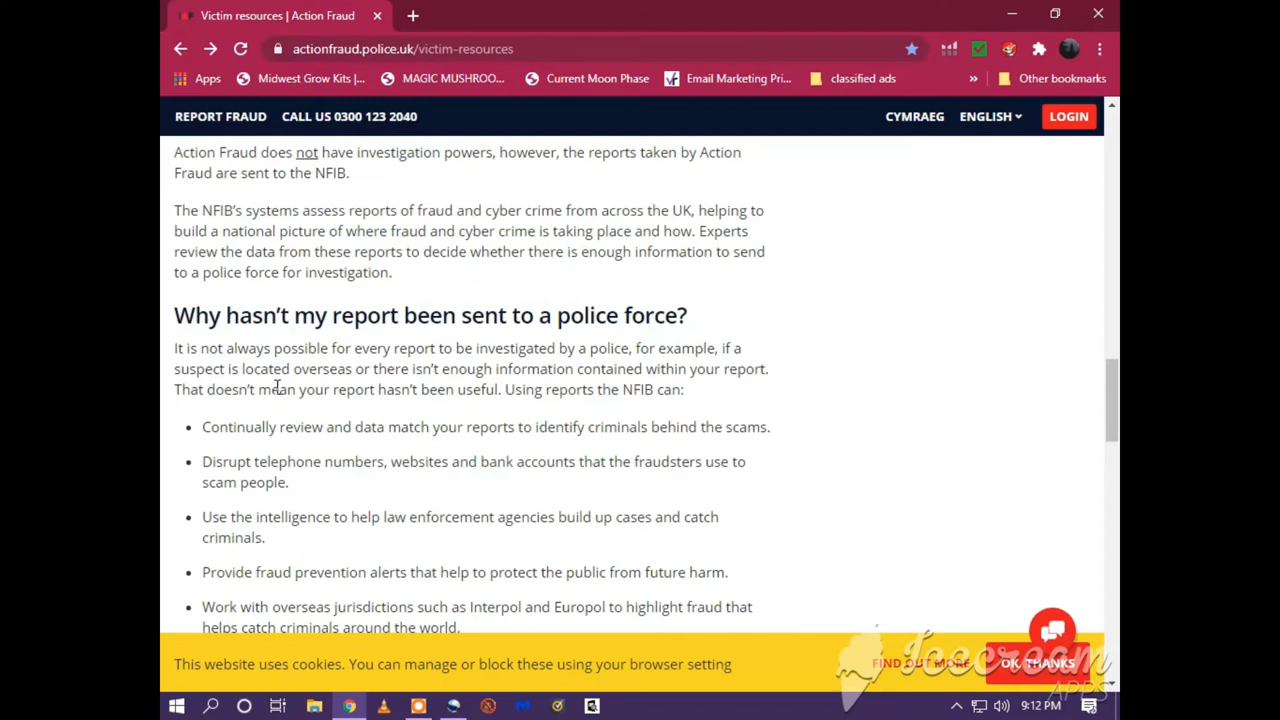 Victim resources | Action Fraud
actionfraud.police.uk/victim-resources
Apps Midwest Grow Kits |... MAGIC MUSHROO... Current Moon Phase Email Marketing Pri... classified ads » Other bookmarks
REPORT FRAUD CALL US 0300 123 2040 CYMRAEG ENGLISH LOGIN
Action Fraud does not have investigation powers, however, the reports taken by Action
Fraud are sent to the NFIB.
The NFIB’s systems assess reports of fraud and cyber crime from across the UK, helping to
build a national picture of where fraud and cyber crime is taking place and how. Experts
review the data from these reports to decide whether there is enough information to send
to a police force for investigation.
Why hasn’t my report been sent to a police force?
It is not always possible for every report to be investigated by a police, for example, if a
suspect is located overseas or there isn’t enough information contained within your report.
That doesn’t mean your report hasn’t been useful. Using reports the NFIB can:
• Continually review and data match your reports to identify criminals behind the scams.
• Disrupt telephone numbers, websites and bank accounts that the fraudsters use to
scam people.
• Use the intelligence to help law enforcement agencies build up cases and catch
criminals.
• Provide fraud prevention alerts that help to protect the public from future harm.
• Work with overseas jurisdictions such as Interpol and Europol to highlight fraud that
helps catch criminals around the world.
This website uses cookies. You can manage or block these using your browser setting FIND OUT MORE OK, THANKS
Icecream
APPS
9:12 PM